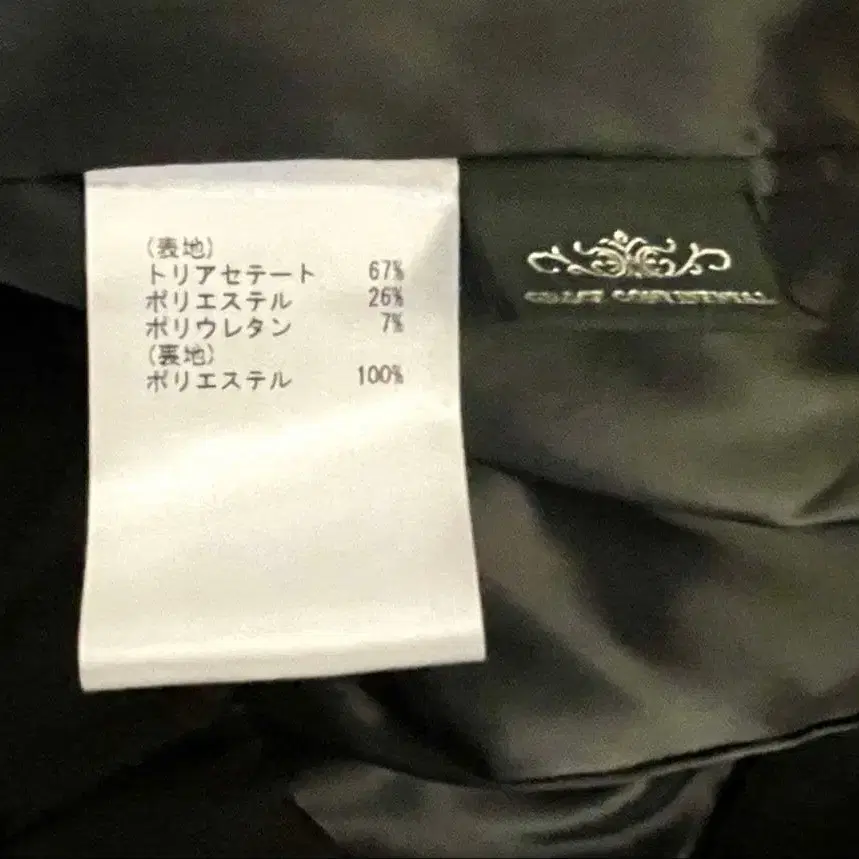 (表地)
トリアセテート 67%
ポリエステル 26%
ポリウレタン 7%
(裏地)
ポリエステル 100%